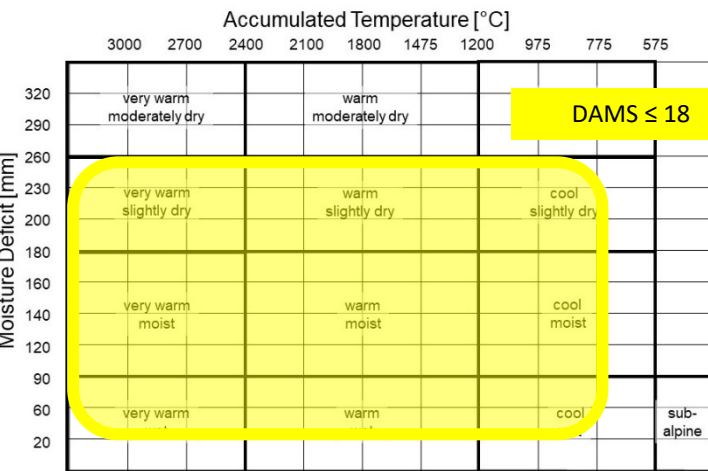 Accumulated Temperature [°C]
3000 2700 2400 2100 1800 1475 1200 975 775 575
Moisture Deficit [mm]
320
290
260
230
200
180
160
140
120
90
60
20
very warm
moderately dry
warm
moderately dry
DAMS ≤ 18
very warm
slightly dry
warm
slightly dry
cool
slightly dry
very warm
moist
warm
moist
cool
moist
very warm
warm
cool
sub-
alpine